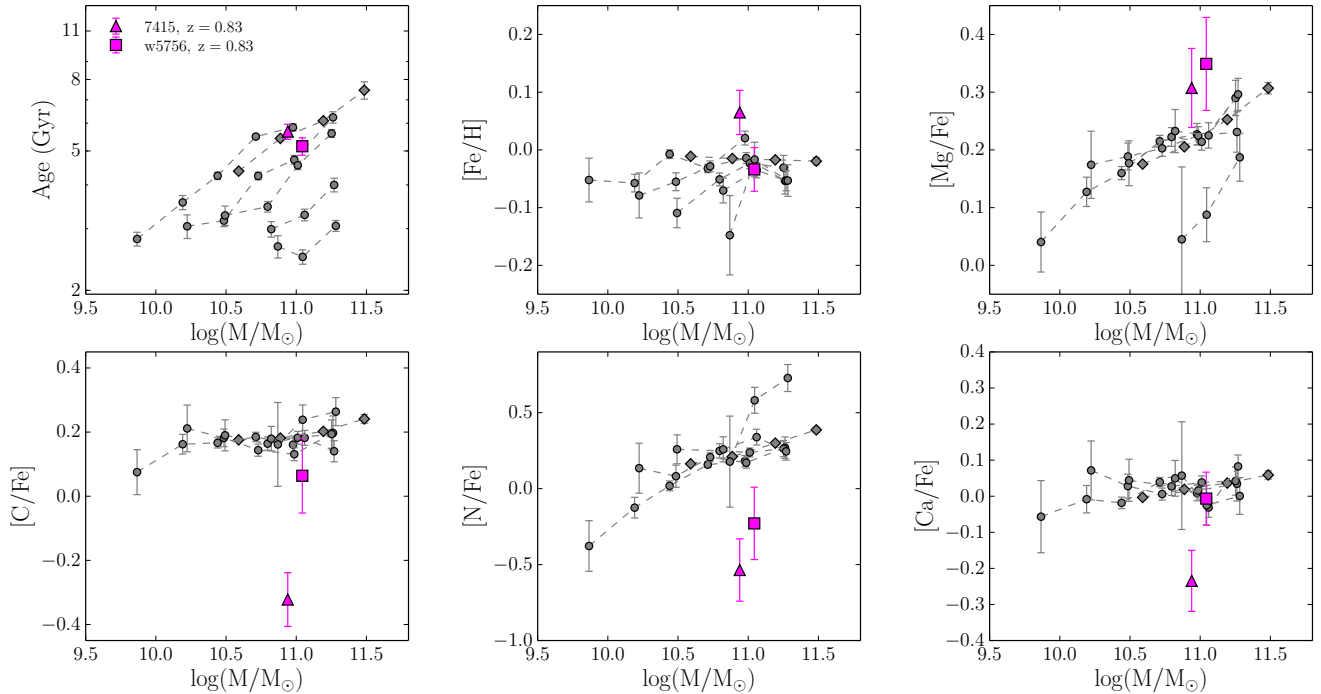 11
8
5
2
Age (Gyr)
7415, z = 0.83
w5756, z = 0.83
9.5 10.0 10.5 11.0 11.5
log(M/M⊙)
0.2
0.1
0.0
−0.1
−0.2
[Fe/H]
9.5 10.0 10.5 11.0 11.5
log(M/M⊙)
0.4
0.3
0.2
0.1
0.0
[Mg/Fe]
9.5 10.0 10.5 11.0 11.5
log(M/M⊙)
0.4
0.2
0.0
−0.2
−0.4
[C/Fe]
9.5 10.0 10.5 11.0 11.5
log(M/M⊙)
0.5
0.0
−0.5
−1.0
[N/Fe]
9.5 10.0 10.5 11.0 11.5
log(M/M⊙)
0.4
0.3
0.2
0.1
0.0
−0.1
−0.2
−0.3
−0.4
[Ca/Fe]
9.5 10.0 10.5 11.0 11.5
log(M/M⊙)